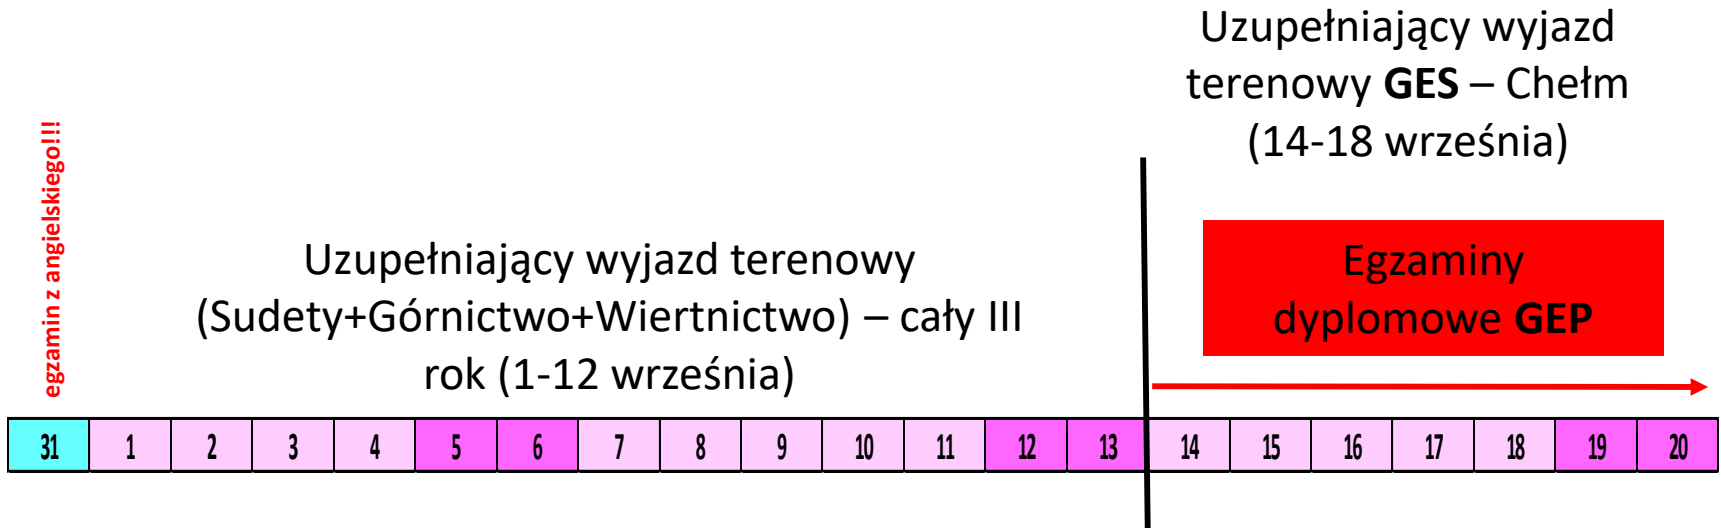 Uzupełniający wyjazd
terenowy GES – Chełm
(14-18 września)
egzamin z angielskiego!!!
Uzupełniający wyjazd terenowy
(Sudety+Górnictwo+Wiertnictwo) – cały III
rok (1-12 września)
Egzaminy
dyplomowe GEP
31 1 2 3 4 5 6 7 8 9 10 11 12 13 14 15 16 17 18 19 20